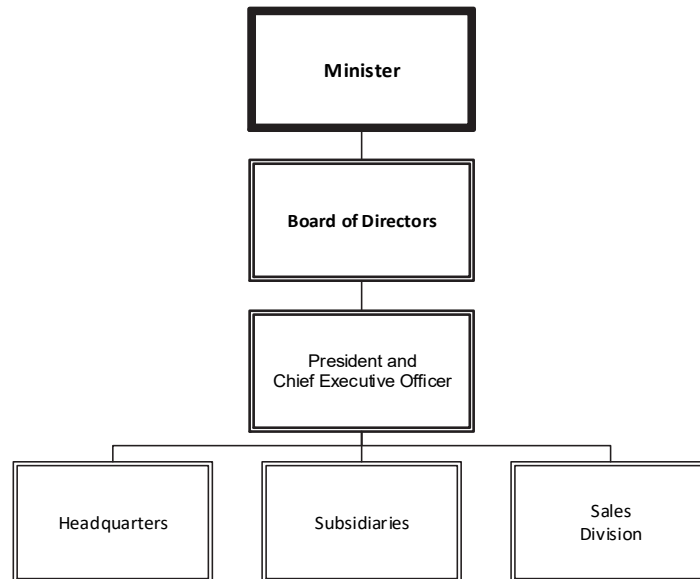 Minister
Board of Directors
President and
Chief Executive Officer
Headquarters
Subsidiaries
Sales
Division